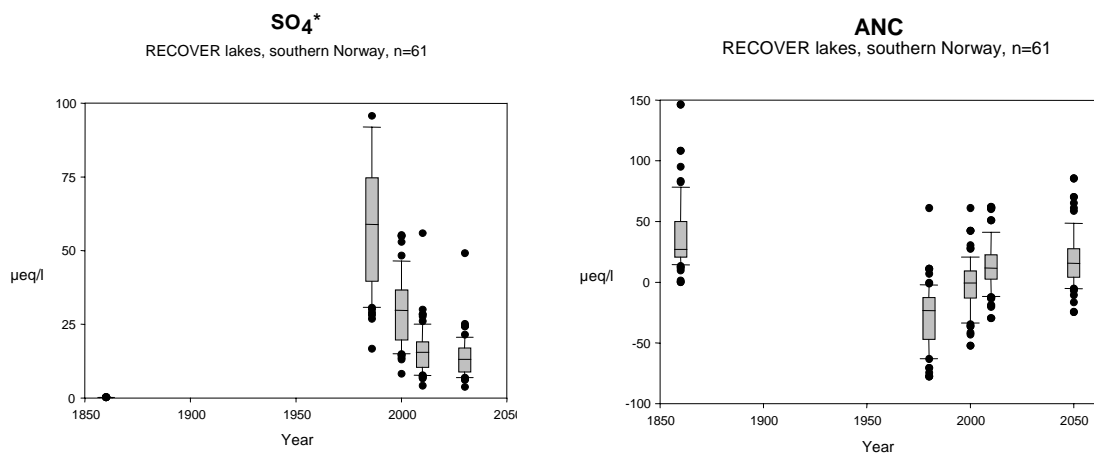 SO4*
RECOVER lakes, southern Norway, n=61
100
75
50
25
0
µeq/l
1850
1900
1950
2000
2050
Year
ANC
RECOVER lakes, southern Norway, n=61
150
100
50
0
-50
-100
µeq/l
1850
1900
1950
2000
2050
Year